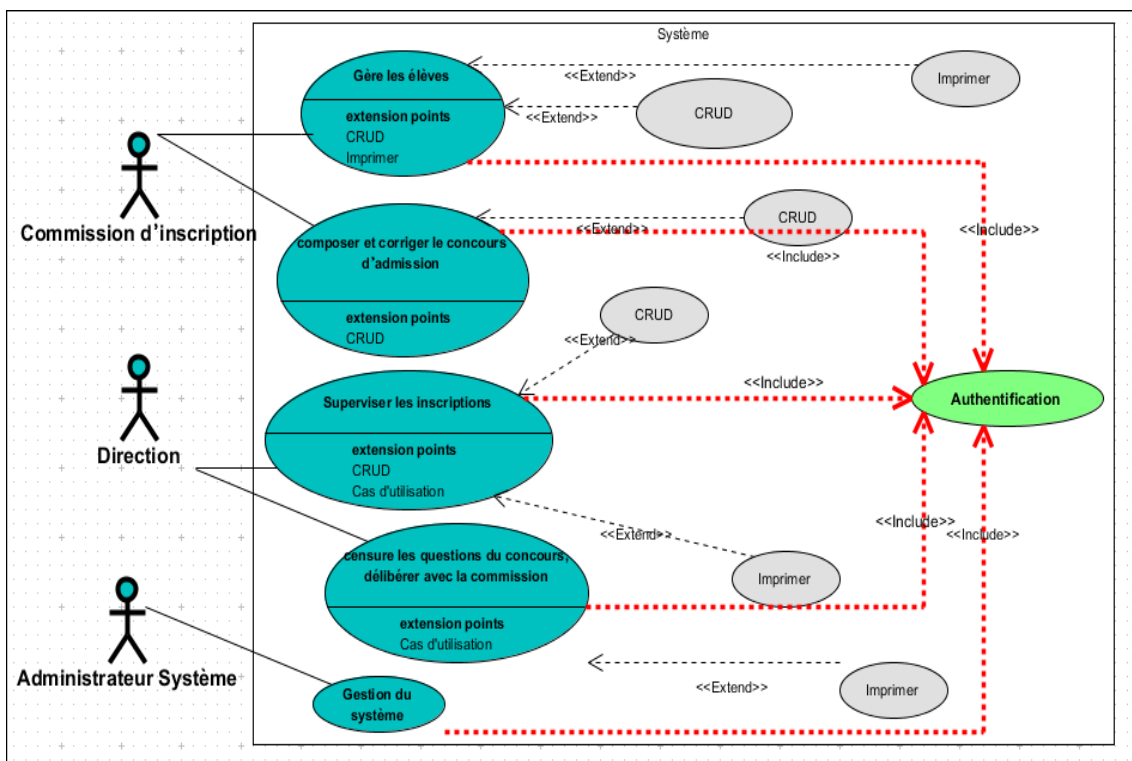 Système
Gère les élèves
extension points
CRUD
Imprimer
<<Extend>>
Imprimer
<<Extend>>
CRUD
Commission d'inscription
composer et corriger le concours
d'admission
extension points
CRUD
<<Extend>>
CRUD
<<Include>>
<<Include>>
CRUD
<<Extend>>
Direction
Superviser les inscriptions
extension points
CRUD
Cas d'utilisation
<<Include>>
Authentification
<<Extend>>
Imprimer
<<Include>>
<<Include>>
censure les questions du concours,
délibérer avec la commission
extension points
Cas d'utilisation
Administrateur Système
Gestion du
système
<<Extend>>
Imprimer